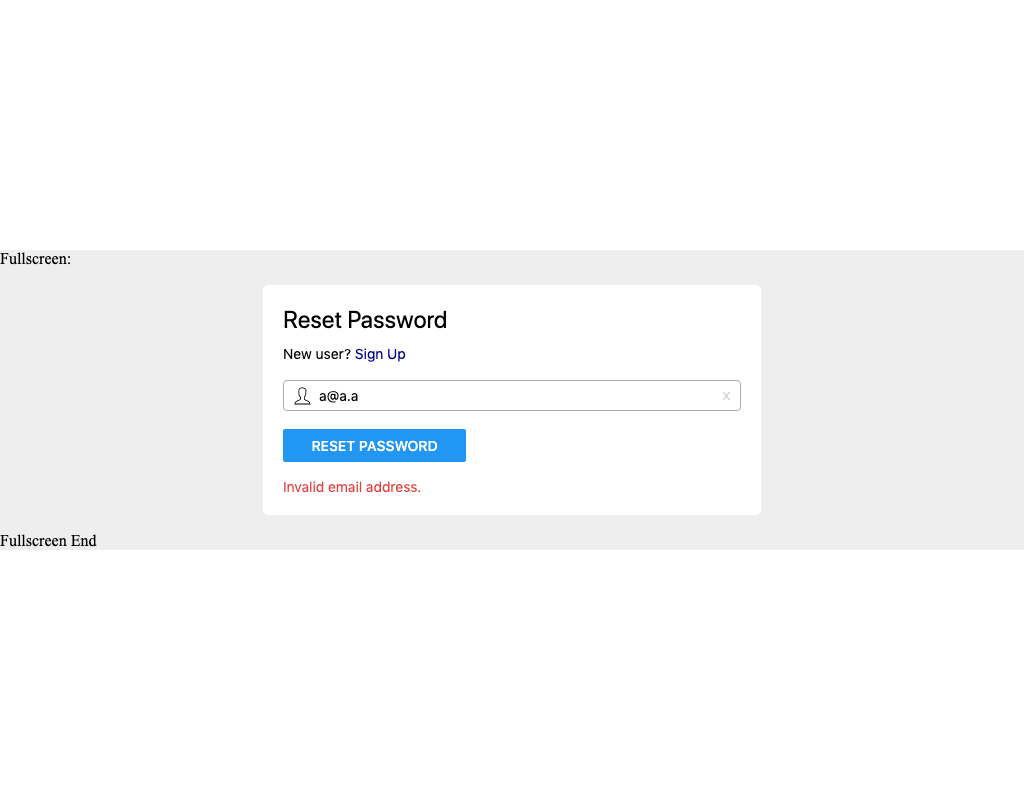 Fullscreen:
Reset Password
New user? Sign Up
a@a.a x
RESET PASSWORD
Invalid email address.
Fullscreen End